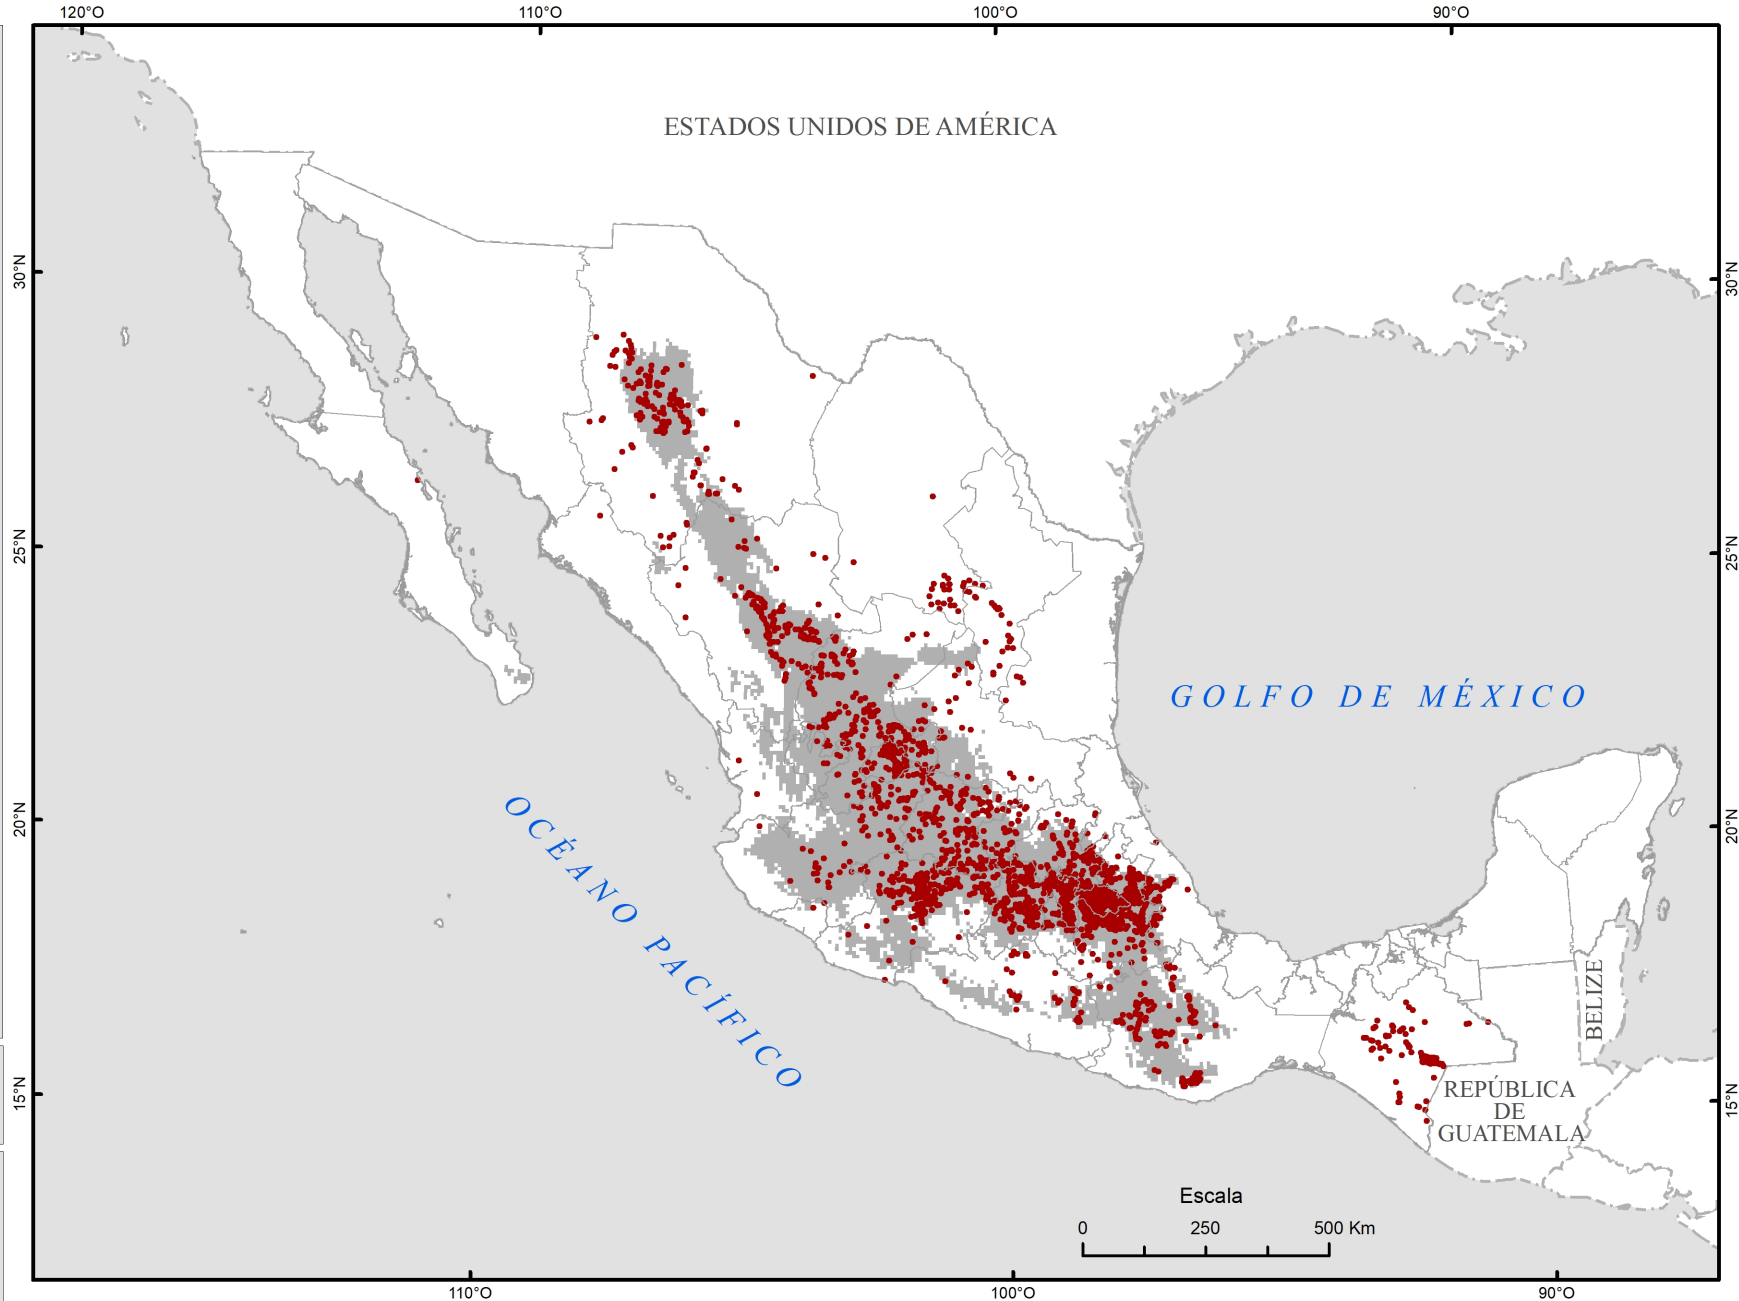 120°O 110°O 100°O 90°O
ESTADOS UNIDOS DE AMÉRICA
30°N 30°N
25°N 25°N
GOLFO DE MÉXICO
20°N 20°N
OCÉANO PACÍFICO
BELIZE
15°N 15°N
REPÚBLICA
DE
GUATEMALA
Escala
0 250 500 Km
110°O 100°O 90°O